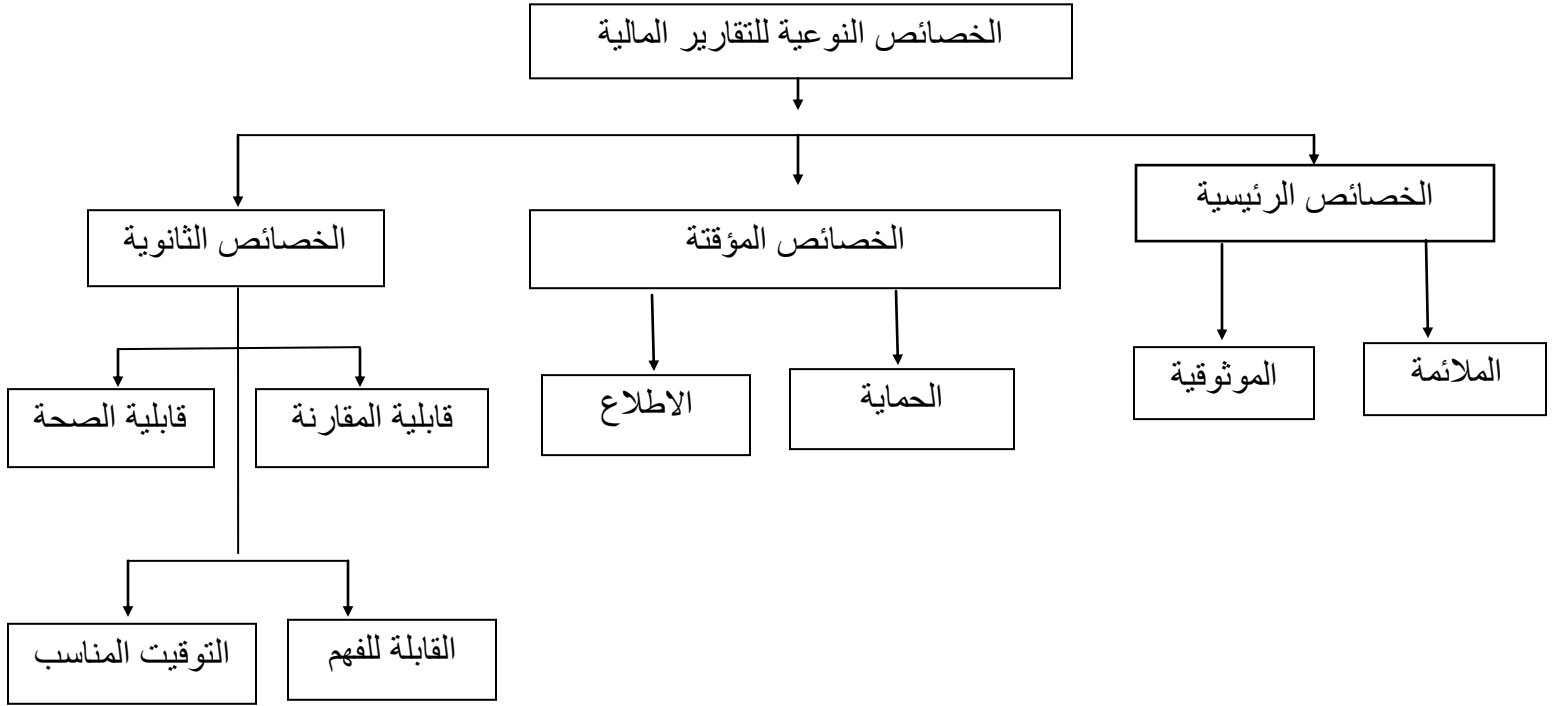 الخصائص النوعية للتقارير المالية
الخصائص الرئيسية
الخصائص المؤقتة
الخصائص الثانوية
الملائمة
الموثوقية
الحماية
الاطلاع
قابلية المقارنة
قابلية الصحة
القابلة للفهم
التوقيت المناسب